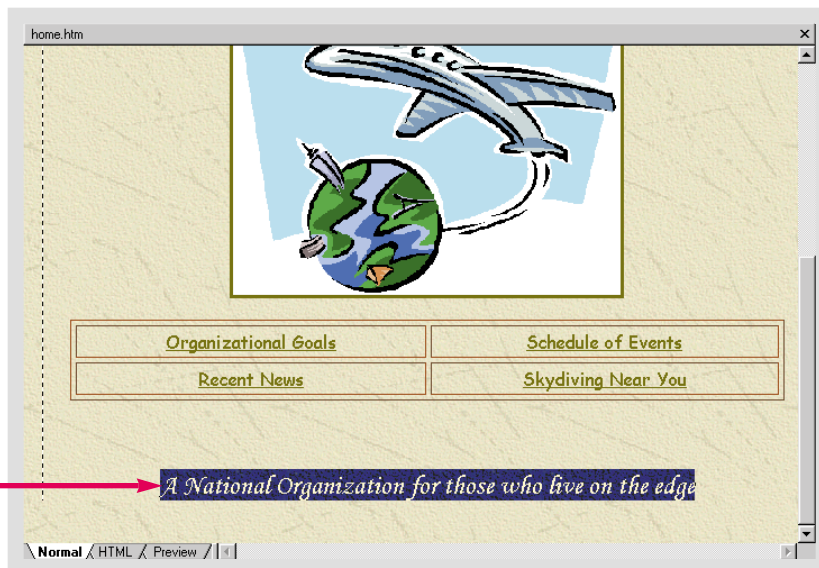 home.htm
Organizational Goals
Schedule of Events
Recent News
Skydiving Near You
A National Organization for those who live on the edge
Normal
HTML
Preview